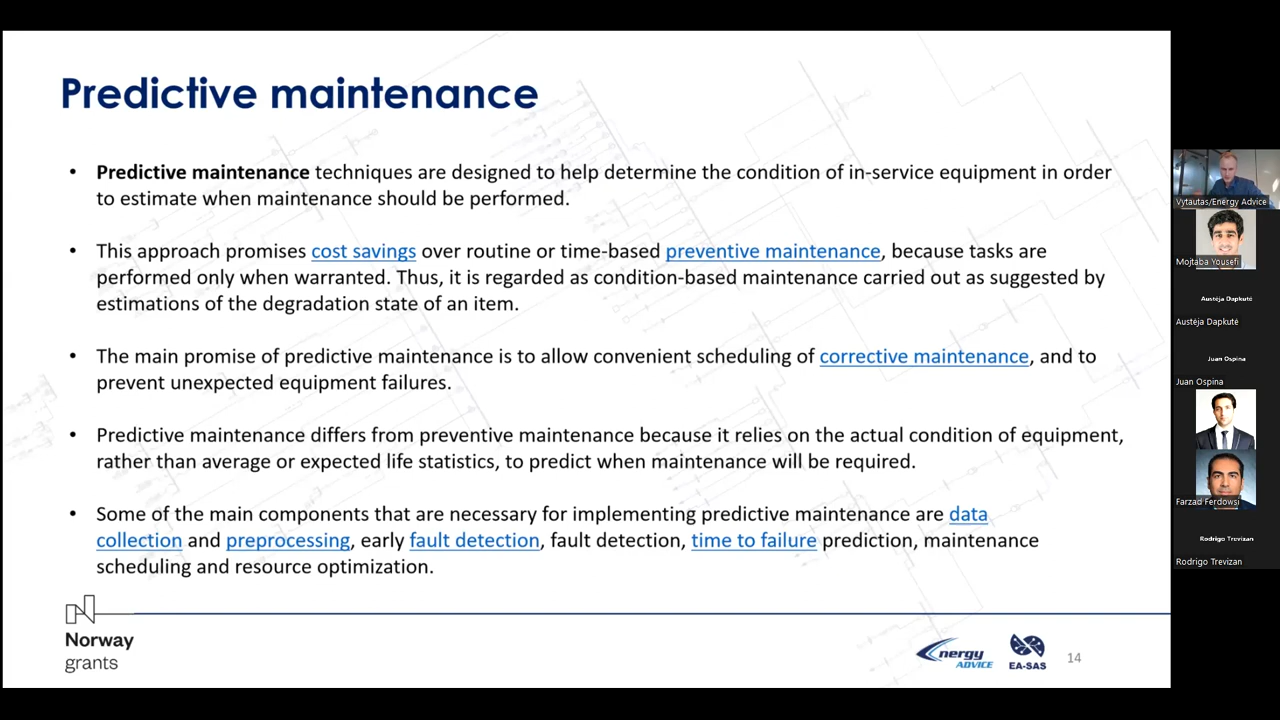 Predictive maintenance
• Predictive maintenance techniques are designed to help determine the condition of in-service equipment in order
to estimate when maintenance should be performed.
• This approach promises cost savings over routine or time-based preventive maintenance, because tasks are
performed only when warranted. Thus, it is regarded as condition-based maintenance carried out as suggested by
estimations of the degradation state of an item.
• The main promise of predictive maintenance is to allow convenient scheduling of corrective maintenance, and to
prevent unexpected equipment failures.
• Predictive maintenance differs from preventive maintenance because it relies on the actual condition of equipment,
rather than average or expected life statistics, to predict when maintenance will be required.
• Some of the main components that are necessary for implementing predictive maintenance are data
collection and preprocessing, early fault detection, fault detection, time to failure prediction, maintenance
scheduling and resource optimization.
Norway
grants
nergy
ADVICE
EA-SAS
14
Vytautas/Energy Advice
Mojtaba Yousefi
Austėja Dapkutė
Austėja Dapkutė
Juan Ospina
Juan Ospina
Farzad Ferdowsi
Rodrigo Trevizan
Rodrigo Trevizan